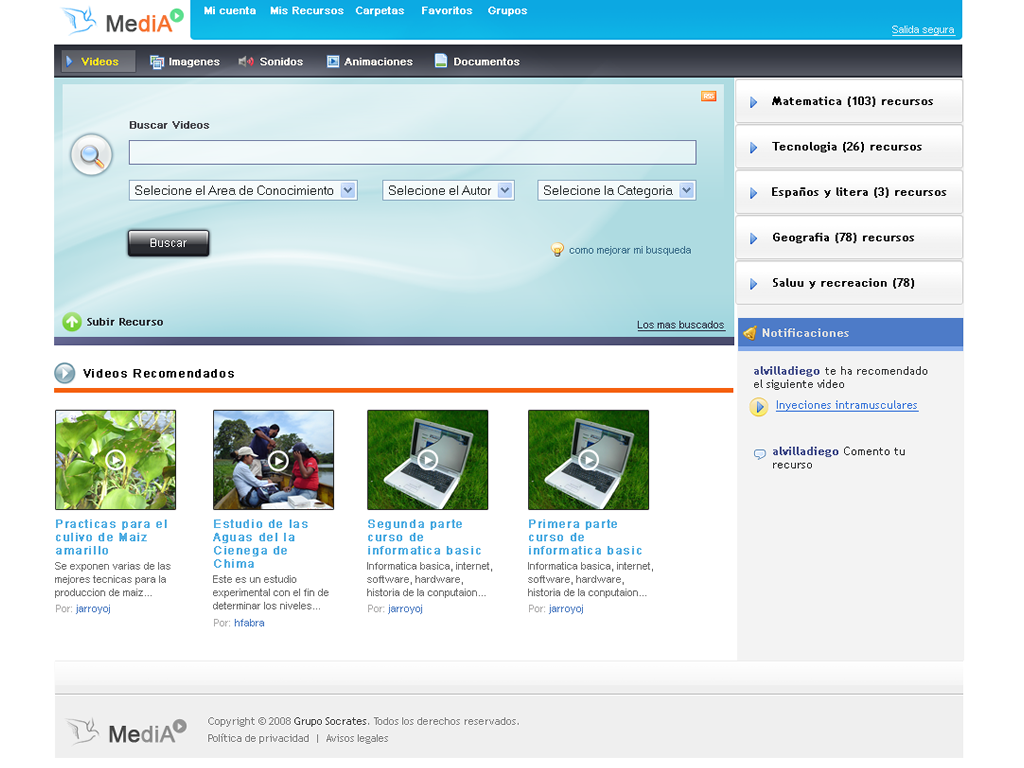 MediA
Mi cuenta Mis Recursos Carpetas Favoritos Grupos
Salida segura
Videos Imagenes Sonidos Animaciones Documentos
RSS
Buscar Videos
Selecione el Area de Conocimiento Selecione el Autor Selecione la Categoria
Buscar
como mejorar mi busqueda
Subir Recurso
Los mas buscados
Matematica (103) recursos
Tecnologia (26) recursos
Españos y litera (3) recursos
Geografia (78) recursos
Saluu y recreacion (78)
Notificaciones
alvilladiego te ha recomendado
el siguiente video
Inyeciones intramusculares
alvilladiego Comento tu
recurso
Videos Recomendados
Practicas para el
culivo de Maiz
amarillo
Se exponen varias de las
mejores tecnicas para la
produccion de maiz...
Por: jarroyoj
Estudio de las
Aguas del la
Cienega de
Chima
Este es un estudio
experimental con el fin de
determinar los niveles...
Por: hfabra
Segunda parte
curso de
informatica basic
Informatica basica, internet,
software, hardware,
historia de la conputaion...
Por: jarroyoj
Primera parte
curso de
informatica basic
Informatica basica, internet,
software, hardware,
historia de la conputaion...
Por: jarroyoj
MediA
Copyright © 2008 Grupo Socrates. Todos los derechos reservados.
Política de privacidad | Avisos legales